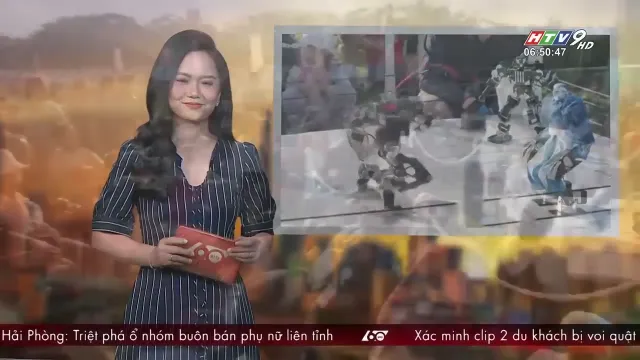 HTV9 HD
06:50:47
Hải Phòng: Triệt phá ổ nhóm buôn bán phụ nữ liên tỉnh
60
Xác minh clip 2 du khách bị voi quật